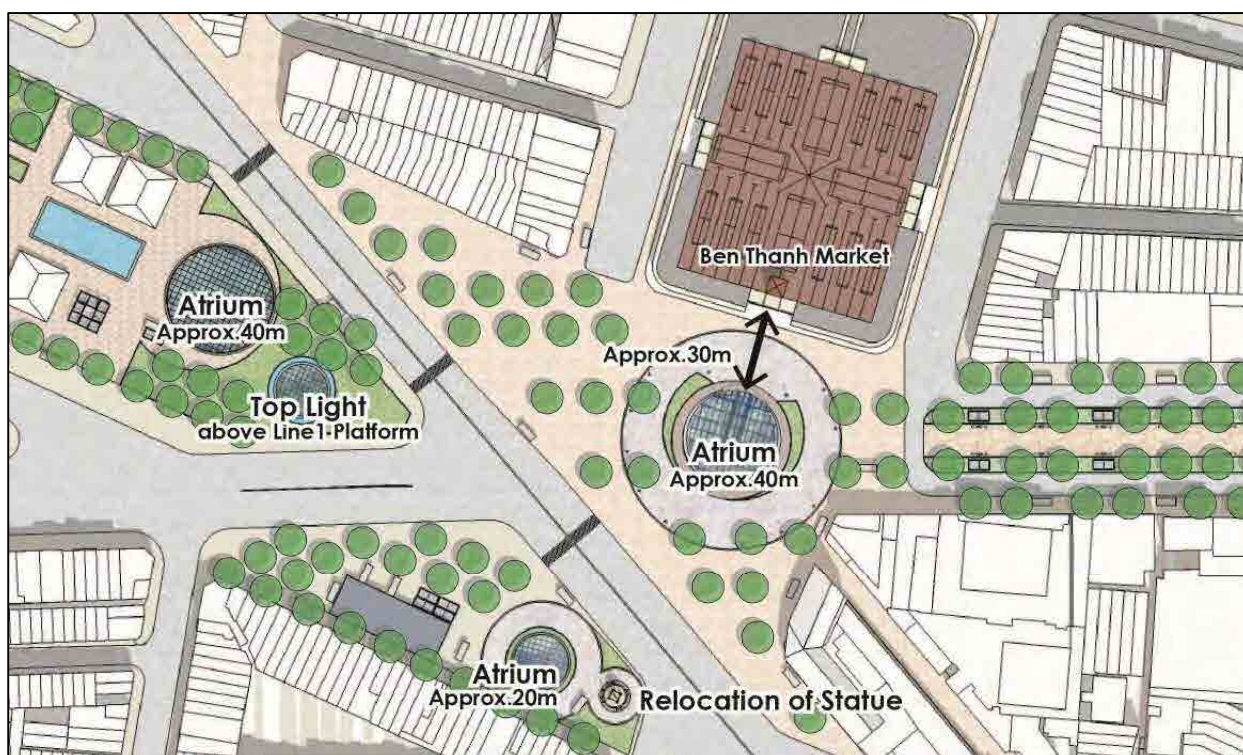 Ben Thanh Market
Atrium
Approx.40m
Approx.30m
Top Light
above Line1-Platform
Atrium
Approx.40m
Atrium
Approx.20m
Relocation of Statue